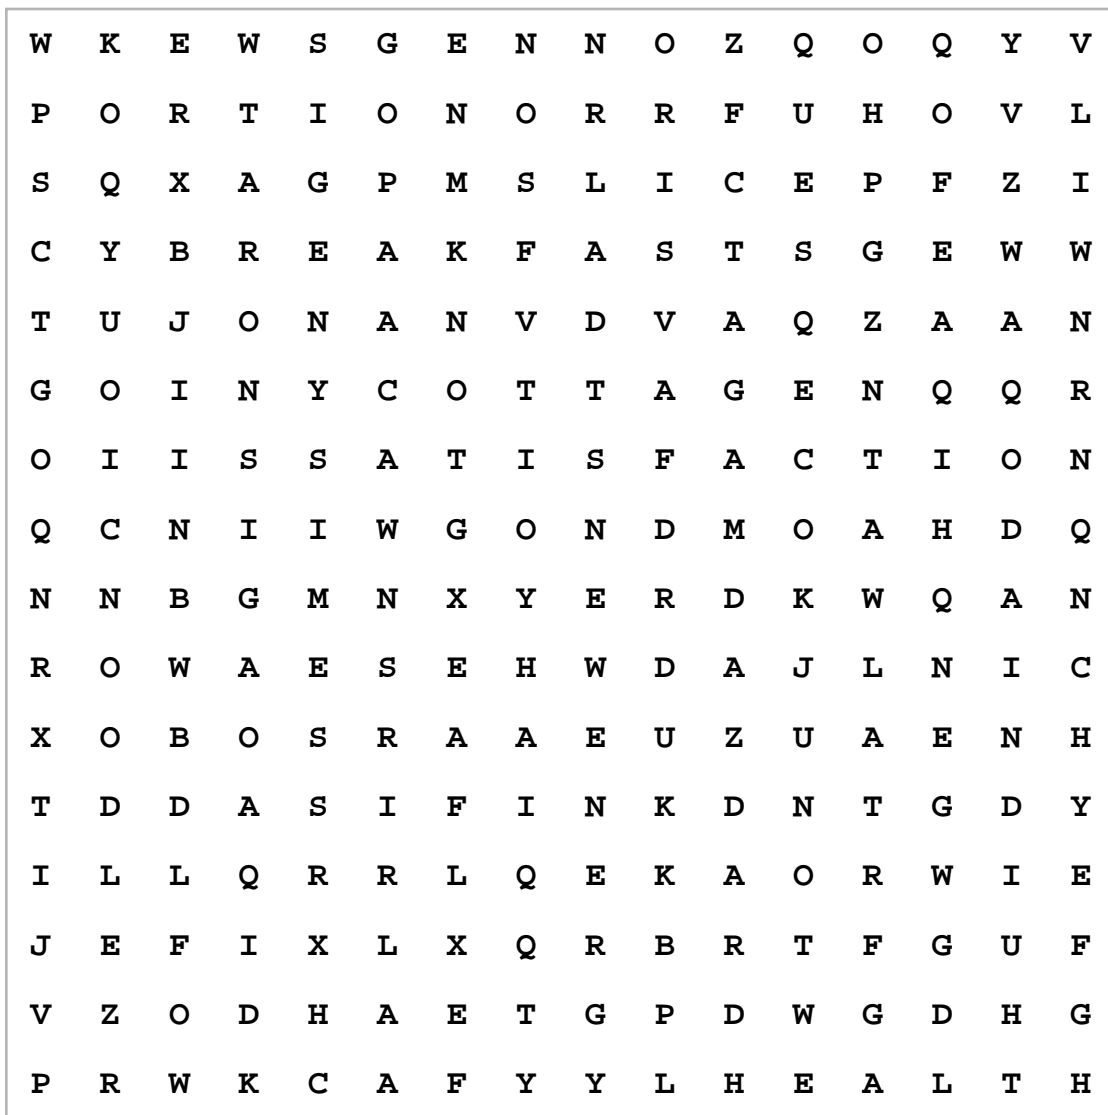 W K E W S G E N N O Z Q O Q Y V
P O R T I O N O R R F U H O V L
S Q X A G P M S L I C E P F Z I
C Y B R E A K F A S T S G E W W
T U J O N A N V D V A Q Z A A N
G O I N Y C O T T A G E N Q Q R
O I I S S A T I S F A C T I O N
Q C N I I W G O N D M O A H D Q
N N B G M N X Y E R D K W Q A N
R O W A E S E H W D A J L N I C
X O B O S R A A E U Z U A E N H
T D D A S I F I N K D N T G D Y
I L L Q R R L Q E K A O R W I E
J E F I X L X Q R B R T F G U F
V Z O D H A E T G P D W G D H G
P R W K C A F Y Y L H E A L T H